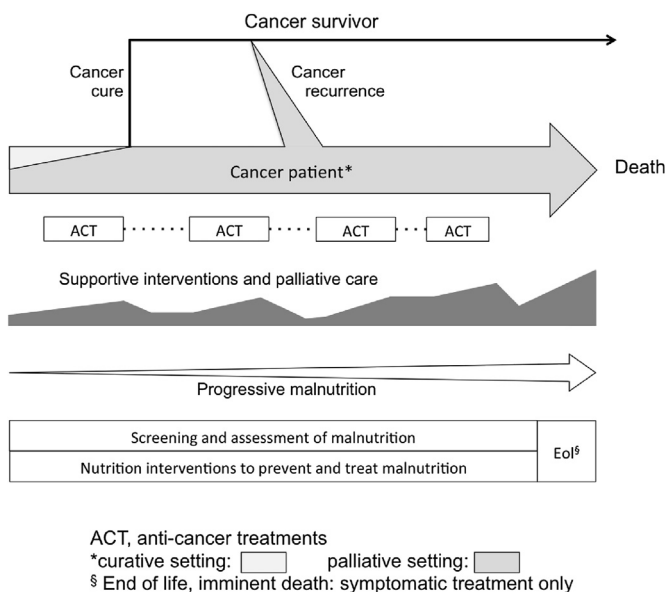 Cancer survivor
Cancer
cure
Cancer
recurrence
Cancer patient*
Death
ACT
ACT
ACT
ACT
Supportive interventions and palliative care
Progressive malnutrition
Screening and assessment of malnutrition
Nutrition interventions to prevent and treat malnutrition
Eol§
ACT, anti-cancer treatments
*curative setting:
palliative setting:
§ End of life, imminent death: symptomatic treatment only